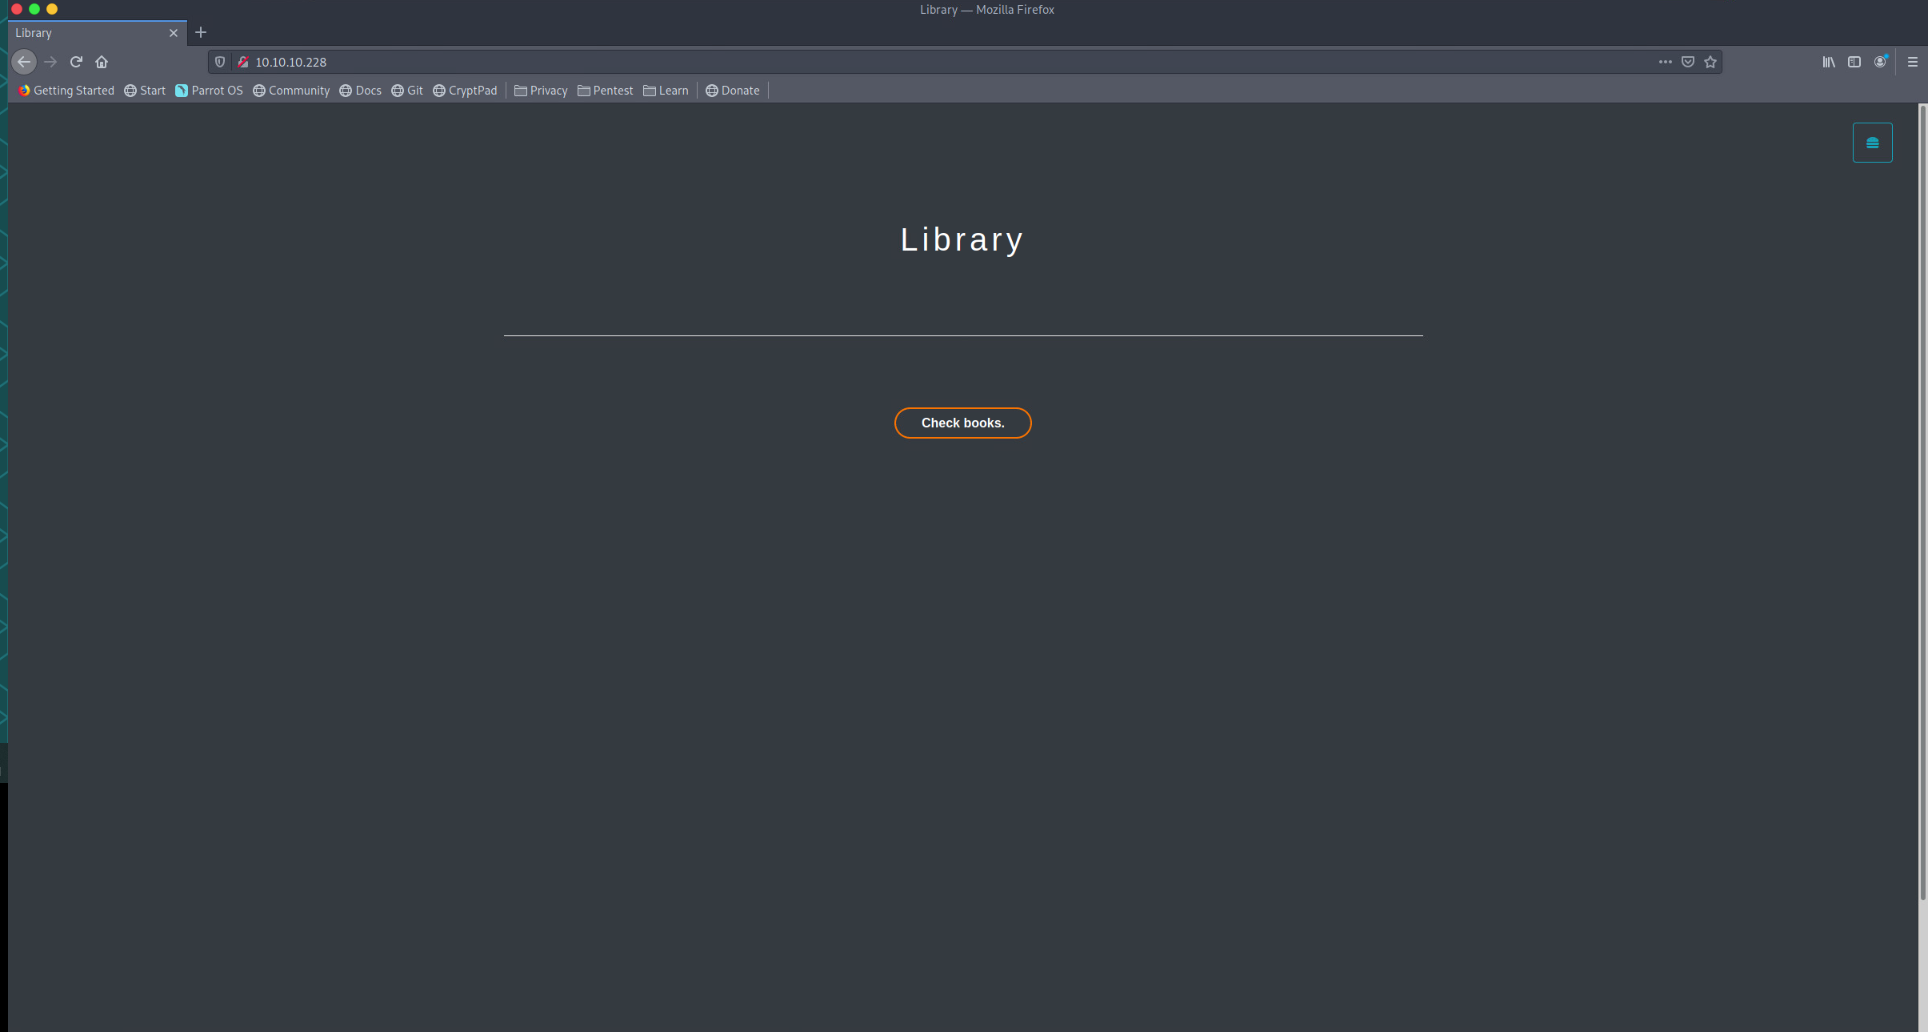 Library — Mozilla Firefox
Library
10.10.10.228
Getting Started Start Parrot OS Community Docs Git CryptPad Privacy Pentest Learn Donate
Library
Check books.